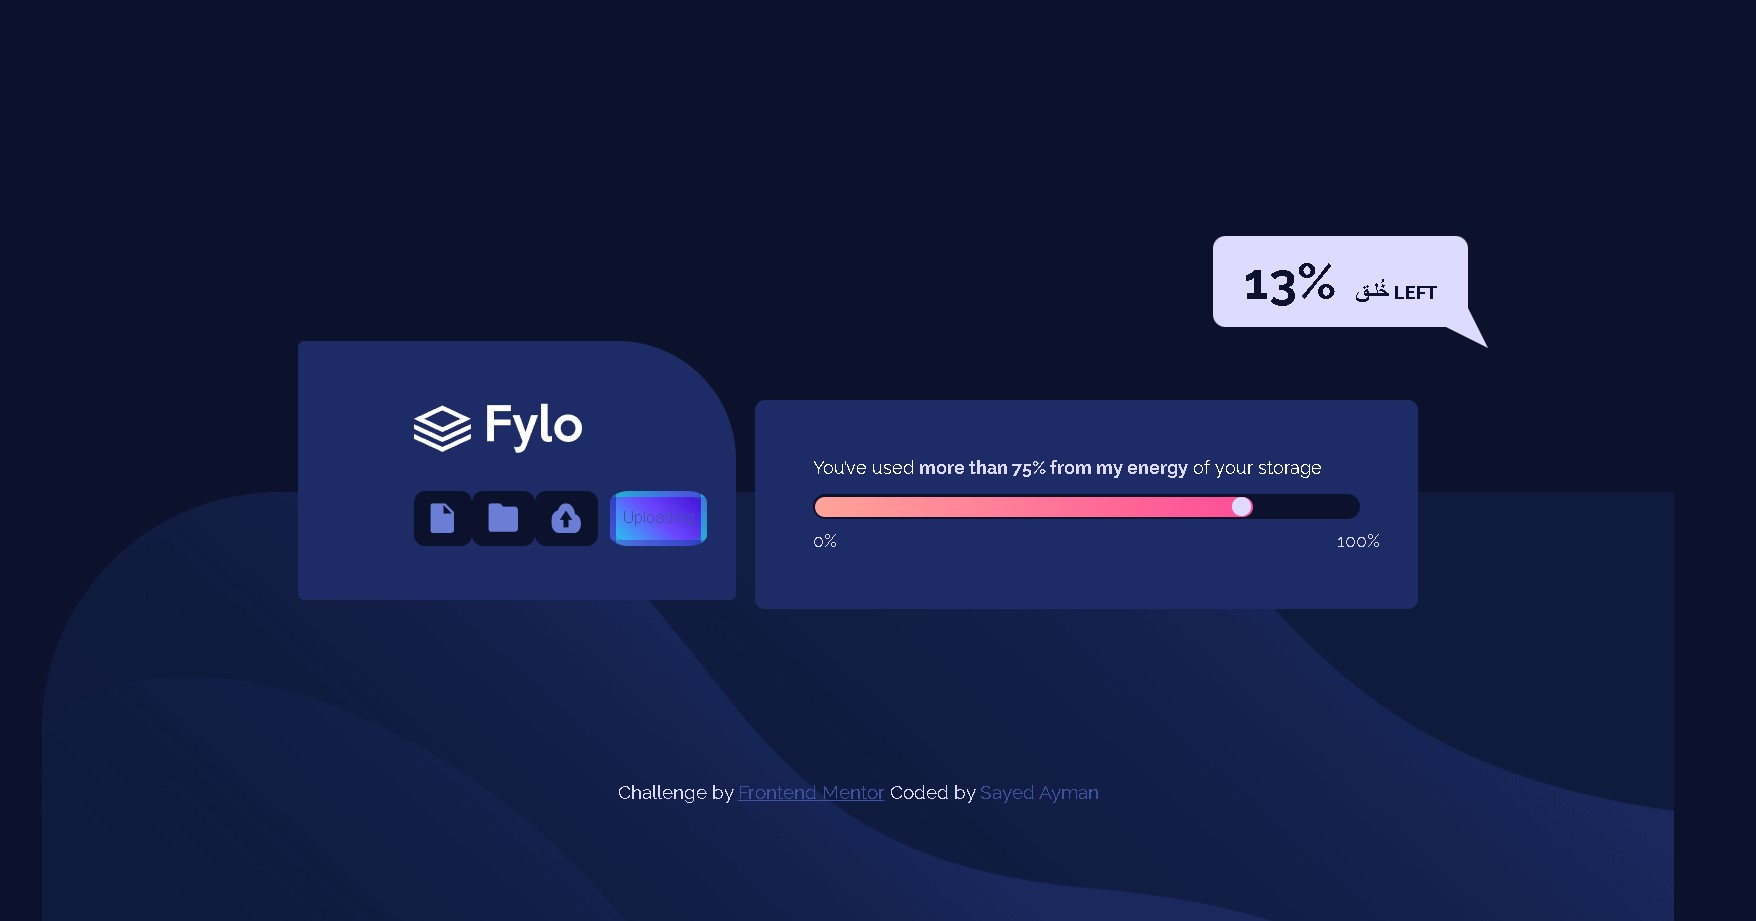 13% خُلق LEFT
Fylo
You've used more than 75% from my energy of your storage
Uploading
0% 100%
Challenge by Frontend Mentor Coded by Sayed Ayman